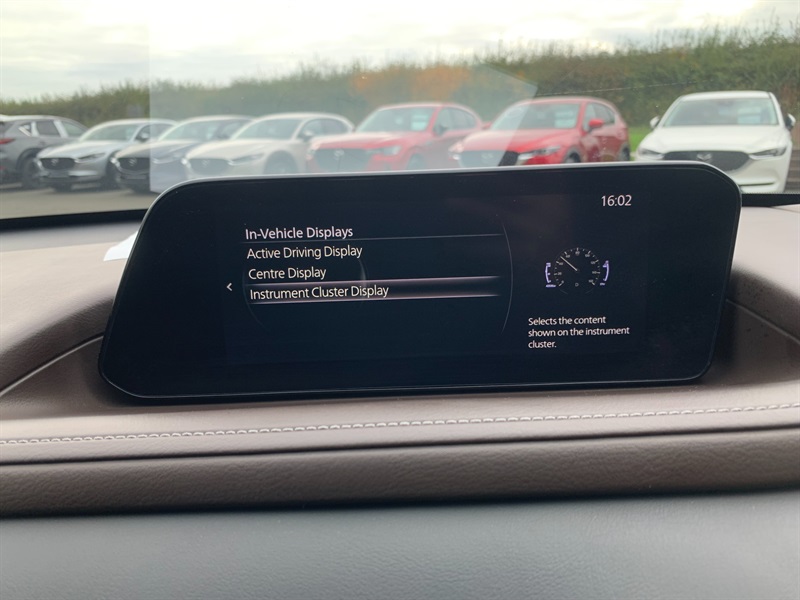 16:02
In-Vehicle Displays
Active Driving Display
Centre Display
Instrument Cluster Display
Selects the content
shown on the instrument
cluster.